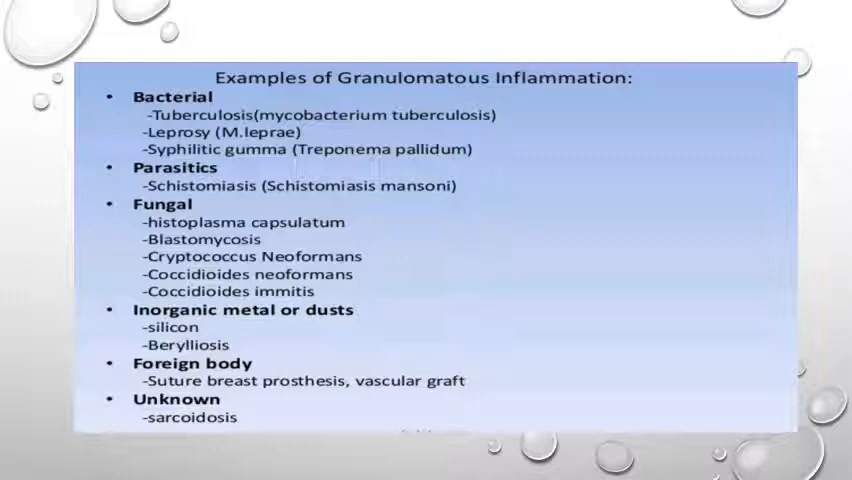 Examples of Granulomatous Inflammation:
• Bacterial
-Tuberculosis(mycobacterium tuberculosis)
-Leprosy (M.leprae)
-Syphilitic gumma (Treponema pallidum)
• Parasitics
-Schistomiasis (Schistomiasis mansoni)
• Fungal
-histoplasma capsulatum
-Blastomycosis
-Cryptococcus Neoformans
-Coccidioides neoformans
-Coccidioides immitis
• Inorganic metal or dusts
-silicon
-Berylliosis
• Foreign body
-Suture breast prosthesis, vascular graft
• Unknown
-sarcoidosis